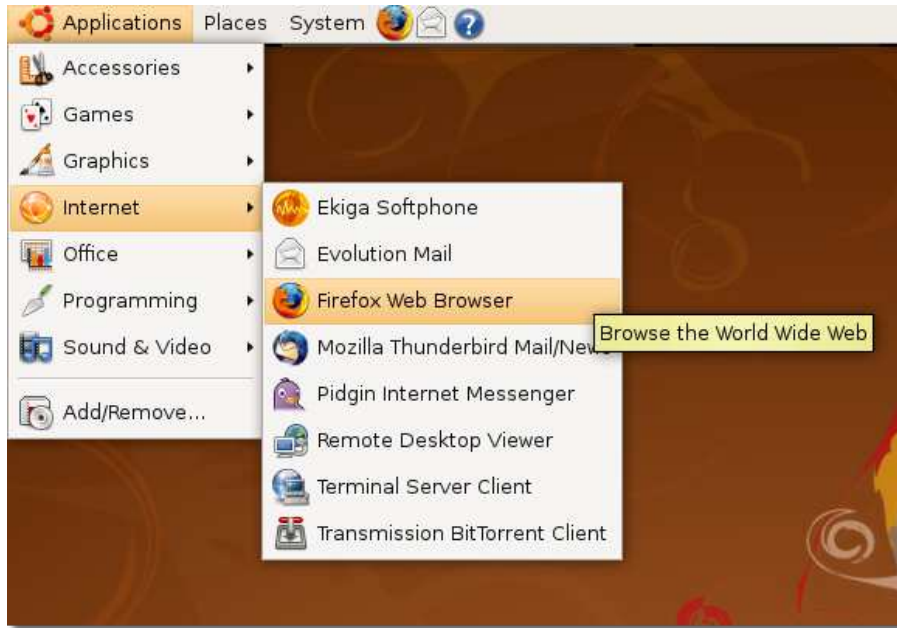 Applications Places System
Accessories
Games
Graphics
Internet
Office
Programming
Sound & Video
Add/Remove...
Ekiga Softphone
Evolution Mail
Firefox Web Browser
Browse the World Wide Web
Mozilla Thunderbird Mail/News
Pidgin Internet Messenger
Remote Desktop Viewer
Terminal Server Client
Transmission BitTorrent Client